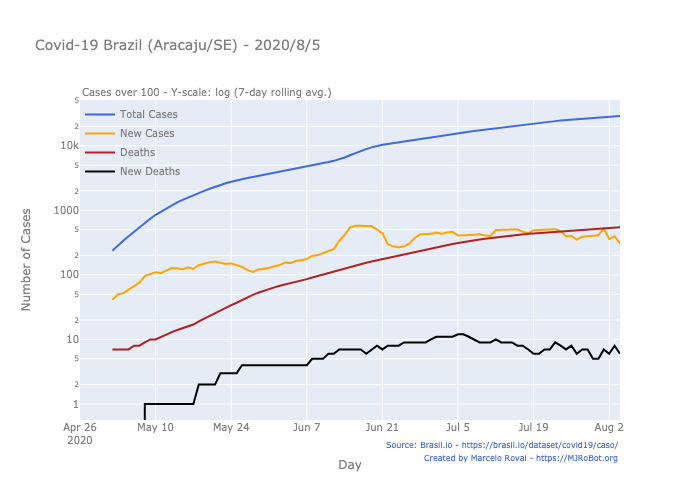 Covid-19 Brazil (Aracaju/SE) - 2020/8/5
Cases over 100 - Y-scale: log (7-day rolling avg.)
Total Cases
New Cases
Deaths
New Deaths
Number of Cases
5
2
10k
5
2
1000
5
2
100
5
2
10
5
2
1
Apr 26
2020
May 10
May 24
Jun 7
Jun 21
Jul 5
Jul 19
Aug 2
Day
Source: Brasil.io - https://brasil.io/dataset/covid19/caso/
Created by Marcelo Rovai - https://MJRoBot.org